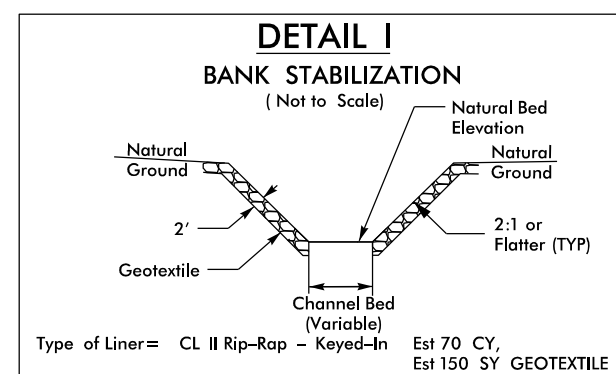 DETAIL I
BANK STABILIZATION
( Not to Scale)
Natural Bed
Elevation
Natural
Ground
Natural
Ground
2'
2:1 or
Flatter (TYP)
Geotextile
Channel Bed
(Variable)
Type of Liner= CL II Rip-Rap - Keyed-In Est 70 CY,
Est 150 SY GEOTEXTILE